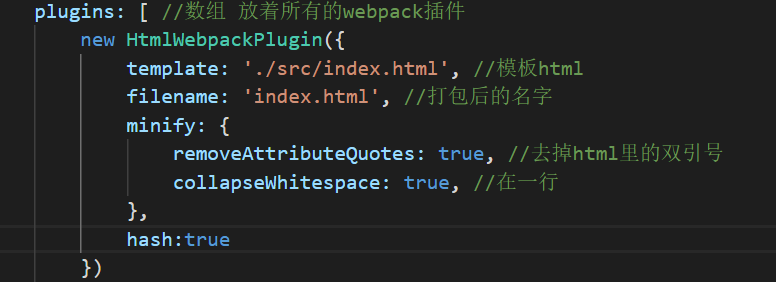 plugins: [ //数组 放着所有的webpack插件
new HtmlWebpackPlugin({
template: './src/index.html', //模板html
filename: 'index.html', //打包后的名字
minify: {
removeAttributeQuotes: true, //去掉html里的双引号
collapseWhitespace: true, //在一行
},
hash:true
})